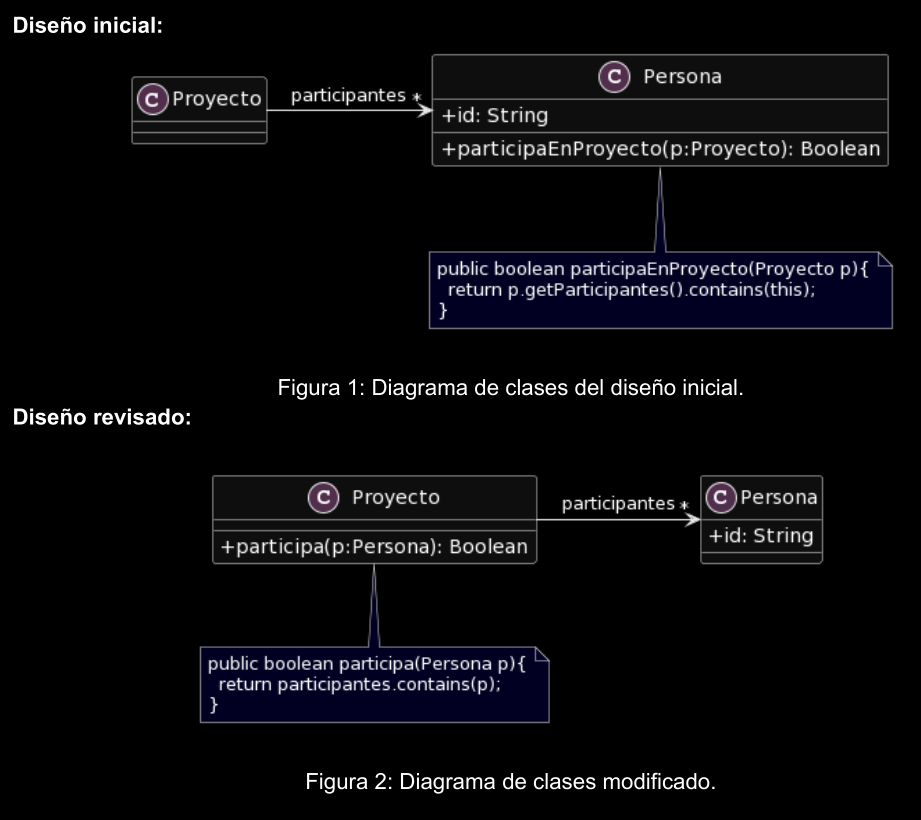 Diseño inicial:
C Proyecto
participantes *
C Persona
+id: String
+participaEnProyecto(p:Proyecto): Boolean
public boolean participaEnProyecto(Proyecto p){
return p.getParticipantes().contains(this);
}
Figura 1: Diagrama de clases del diseño inicial.
Diseño revisado:
C Proyecto
+participa(p:Persona): Boolean
participantes *
C Persona
+id: String
public boolean participa(Persona p){
return participantes.contains(p);
}
Figura 2: Diagrama de clases modificado.